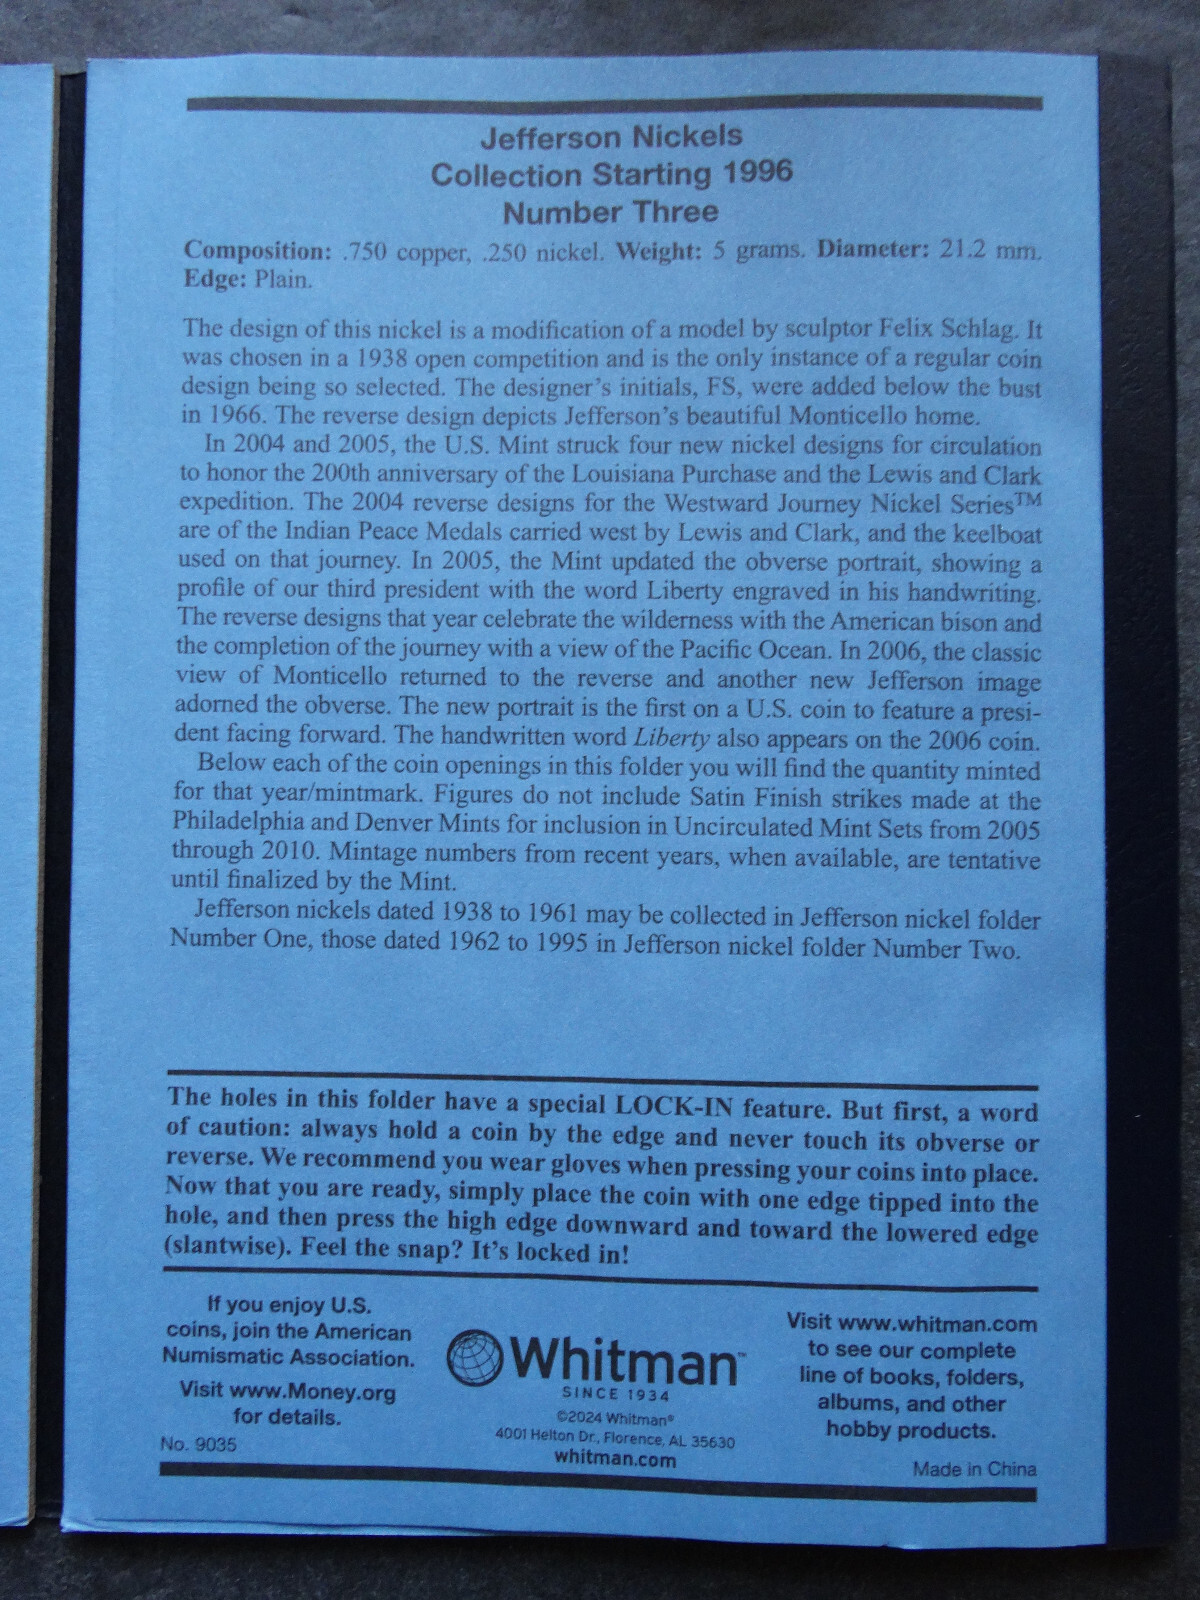 Jefferson Nickels
Collection Starting 1996
Number Three
Composition: .750 copper, .250 nickel. Weight: 5 grams. Diameter: 21.2 mm.
Edge: Plain.
The design of this nickel is a modification of a model by sculptor Felix Schlag. It
was chosen in a 1938 open competition and is the only instance of a regular coin
design being so selected. The designer's initials, FS, were added below the bust
in 1966. The reverse design depicts Jefferson's beautiful Monticello home.
In 2004 and 2005, the U.S. Mint struck four new nickel designs for circulation
to honor the 200th anniversary of the Louisiana Purchase and the Lewis and Clark
expedition. The 2004 reverse designs for the Westward Journey Nickel Series™
are of the Indian Peace Medals carried west by Lewis and Clark, and the keelboat
used on that journey. In 2005, the Mint updated the obverse portrait, showing a
profile of our third president with the word Liberty engraved in his handwriting.
The reverse designs that year celebrate the wilderness with the American bison and
the completion of the journey with a view of the Pacific Ocean. In 2006, the classic
view of Monticello returned to the reverse and another new Jefferson image
adorned the obverse. The new portrait is the first on a U.S. coin to feature a presi-
dent facing forward. The handwritten word Liberty also appears on the 2006 coin.
Below each of the coin openings in this folder you will find the quantity minted
for that year/mintmark. Figures do not include Satin Finish strikes made at the
Philadelphia and Denver Mints for inclusion in Uncirculated Mint Sets from 2005
through 2010. Mintage numbers from recent years, when available, are tentative
until finalized by the Mint.
Jefferson nickels dated 1938 to 1961 may be collected in Jefferson nickel folder
Number One, those dated 1962 to 1995 in Jefferson nickel folder Number Two.
The holes in this folder have a special LOCK-IN feature. But first, a word
of caution: always hold a coin by the edge and never touch its obverse or
reverse. We recommend you wear gloves when pressing your coins into place.
Now that you are ready, simply place the coin with one edge tipped into the
hole, and then press the high edge downward and toward the lowered edge
(slantwise). Feel the snap? It's locked in!
If you enjoy U.S.
coins, join the American
Numismatic Association.
Visit www.Money.org
for details.
No. 9035
Whitman™
SINCE 1934
©2024 Whitman®
4001 Helton Dr., Florence, AL 35630
whitman.com
Visit www.whitman.com
to see our complete
line of books, folders,
albums, and other
hobby products.
Made in China